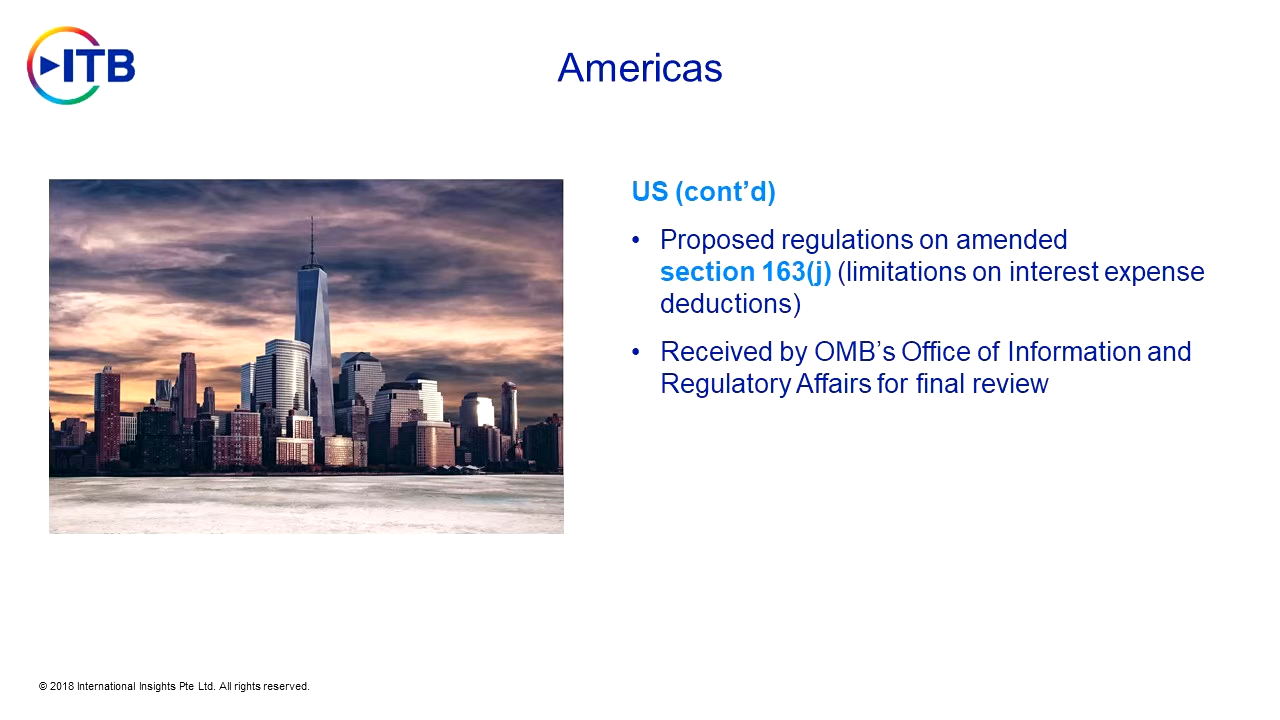 ITB
Americas
US (cont’d)
• Proposed regulations on amended
section 163(j) (limitations on interest expense
deductions)
• Received by OMB’s Office of Information and
Regulatory Affairs for final review
© 2018 International Insights Pte Ltd. All rights reserved.